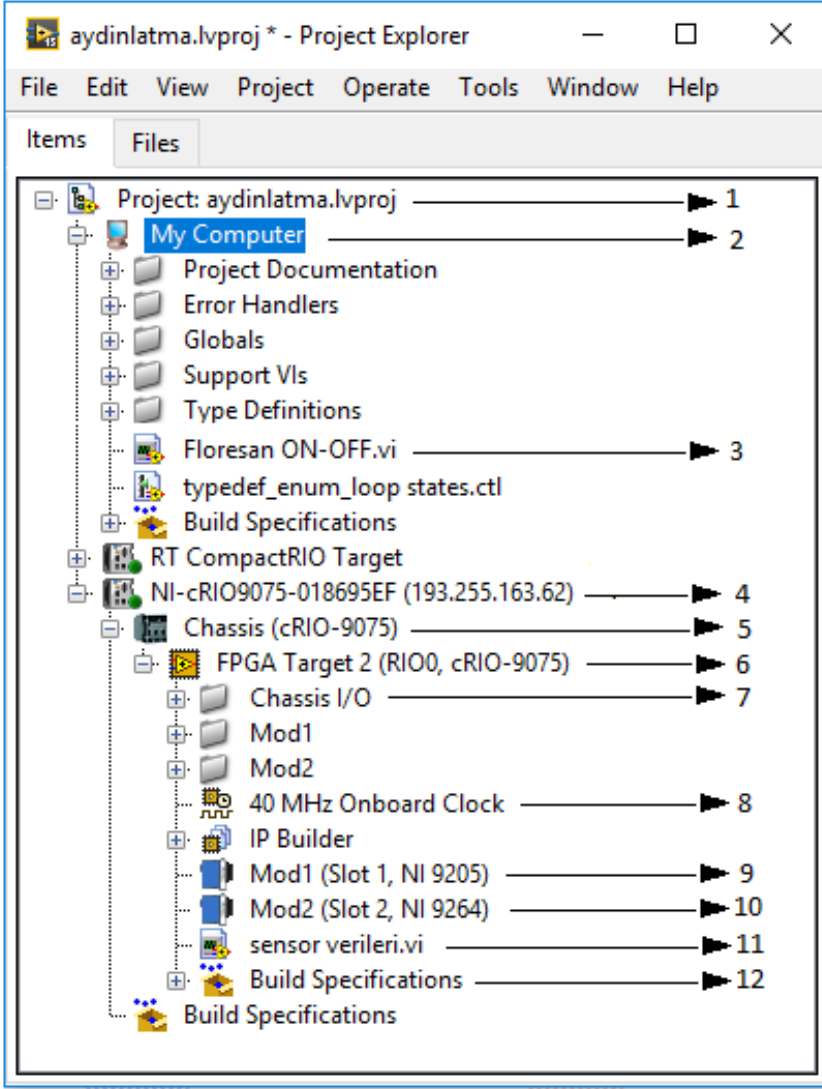 aydinlatma.lvproj * - Project Explorer
File Edit View Project Operate Tools Window Help
Items Files
Project: aydinlatma.lvproj 1
My Computer 2
Project Documentation
Error Handlers
Globals
Support VIs
Type Definitions
Floresan ON-OFF.vi 3
typedef_enum_loop states.ctl
Build Specifications
RT CompactRIO Target
NI-cRIO9075-018695EF (193.255.163.62) 4
Chassis (cRIO-9075) 5
FPGA Target 2 (RIO0, cRIO-9075) 6
Chassis I/O 7
Mod1
Mod2
40 MHz Onboard Clock 8
IP Builder
Mod1 (Slot 1, NI 9205) 9
Mod2 (Slot 2, NI 9264) 10
sensor verileri.vi 11
Build Specifications 12
Build Specifications